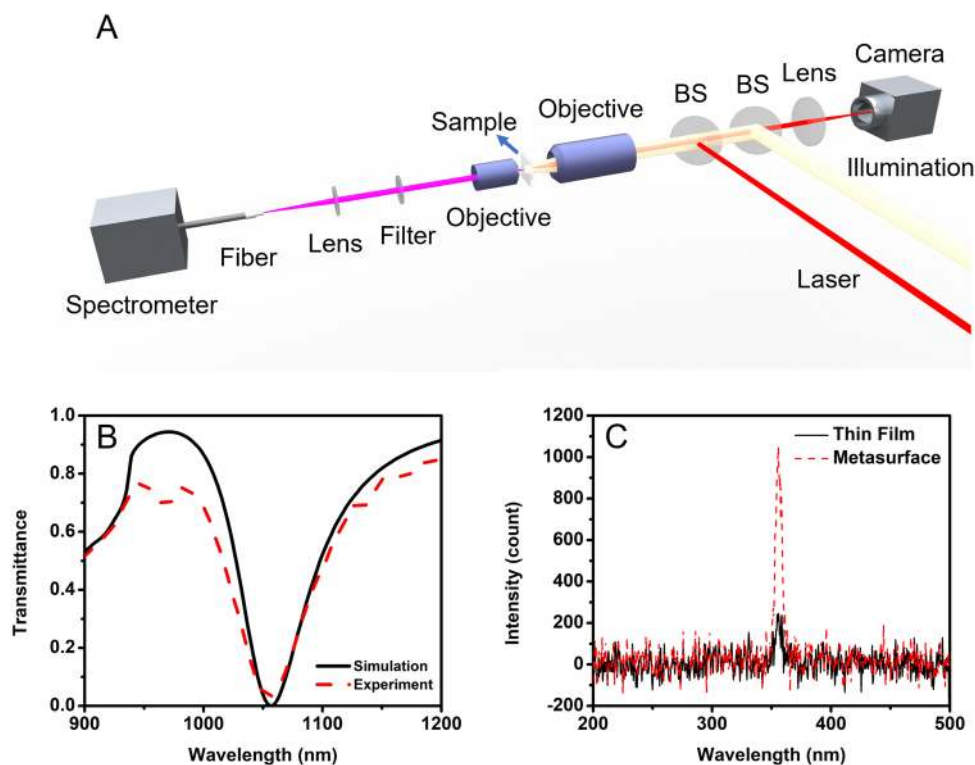 A
Camera
Lens
BS
BS
Objective
Sample
Illumination
Objective
Filter
Lens
Fiber
Laser
Spectrometer
B
1.0
0.8
0.6
0.4
0.2
0.0
Transmittance
Simulation
Experiment
900
1000
1100
1200
Wavelength (nm)
C
1200
1000
800
600
400
200
0
-200
Intensity (count)
Thin Film
Metasurface
200
300
400
500
Wavelength (nm)